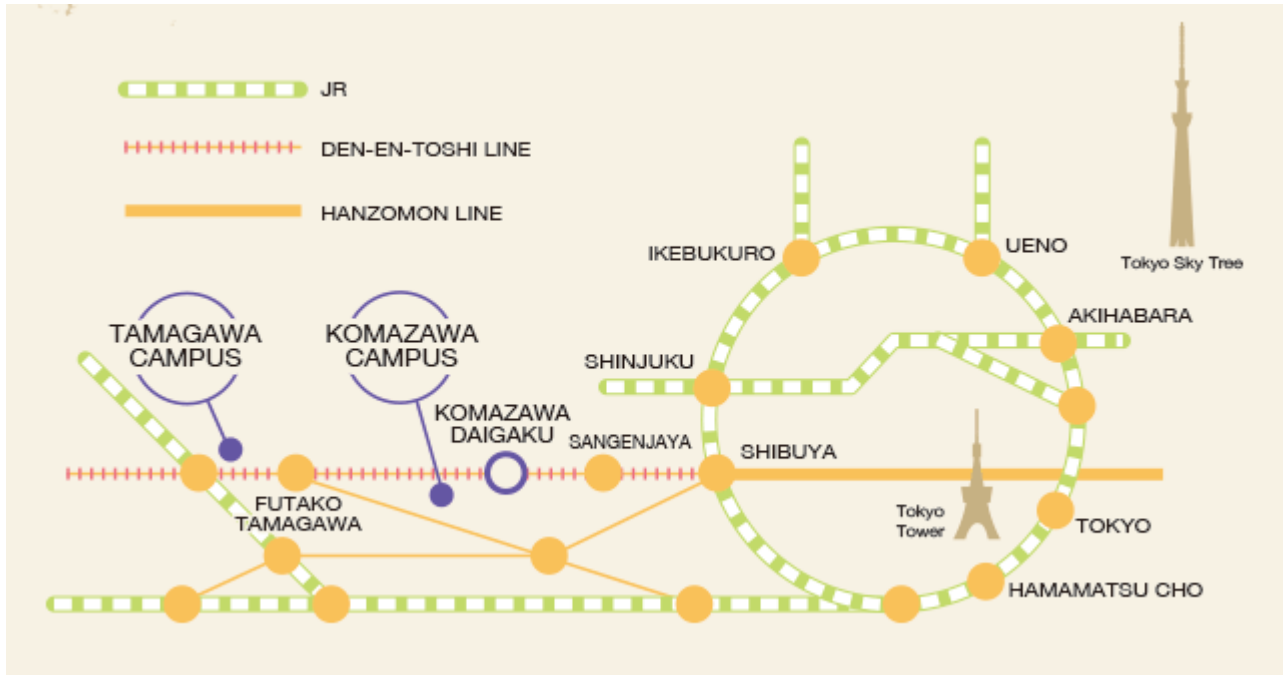 JR
DEN-EN-TOSHI LINE
HANZOMON LINE
IKEBUKURO
UENO
Tokyo Sky Tree
TAMAGAWA
CAMPUS
KOMAZAWA
CAMPUS
AKIHABARA
SHINJUKU
KOMAZAWA
DAIGAKU
SANGENJAYA
SHIBUYA
FUTAKO
TAMAGAWA
Tokyo
Tower
TOKYO
HAMAMATSU CHO